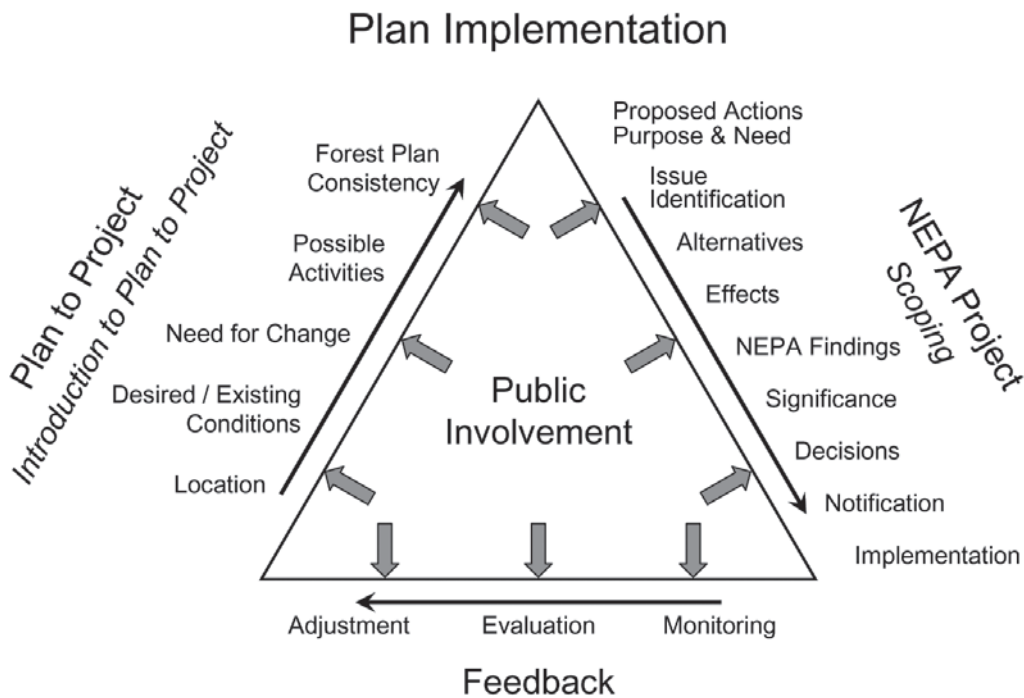 Plan Implementation
Plan to Project
Introduction to Plan to Project
Forest Plan
Consistency
Possible
Activities
Need for Change
Desired / Existing
Conditions
Location
Public
Involvement
Proposed Actions
Purpose & Need
Issue
Identification
Alternatives
Effects
NEPA Findings
Significance
Decisions
Notification
Implementation
NEPA Project
Scoping
Adjustment
Evaluation
Monitoring
Feedback